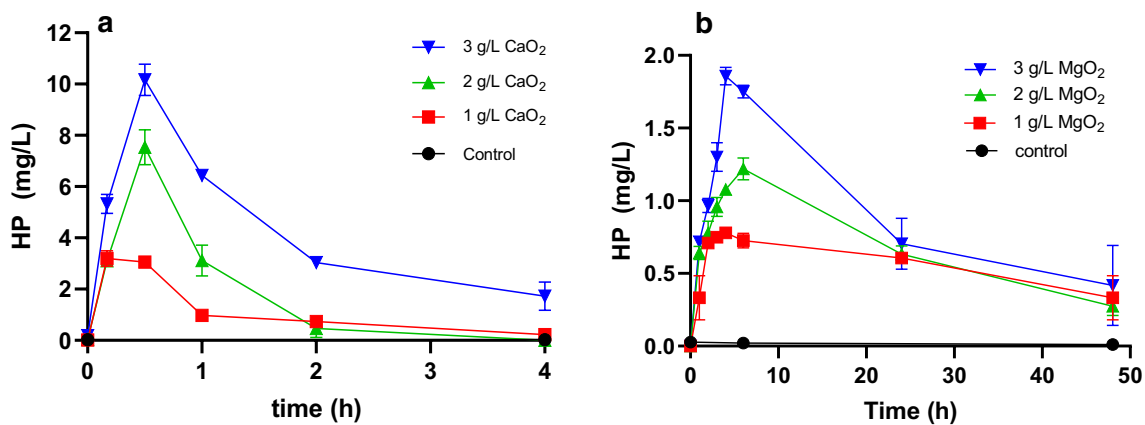 a
HP (mg/L)
12
10
8
6
4
2
0
0
1
2
3
4
time (h)
3 g/L CaO₂
2 g/L CaO₂
1 g/L CaO₂
Control
b
HP (mg/L)
2.0
1.5
1.0
0.5
0.0
0
10
20
30
40
50
Time (h)
3 g/L MgO₂
2 g/L MgO₂
1 g/L MgO₂
control